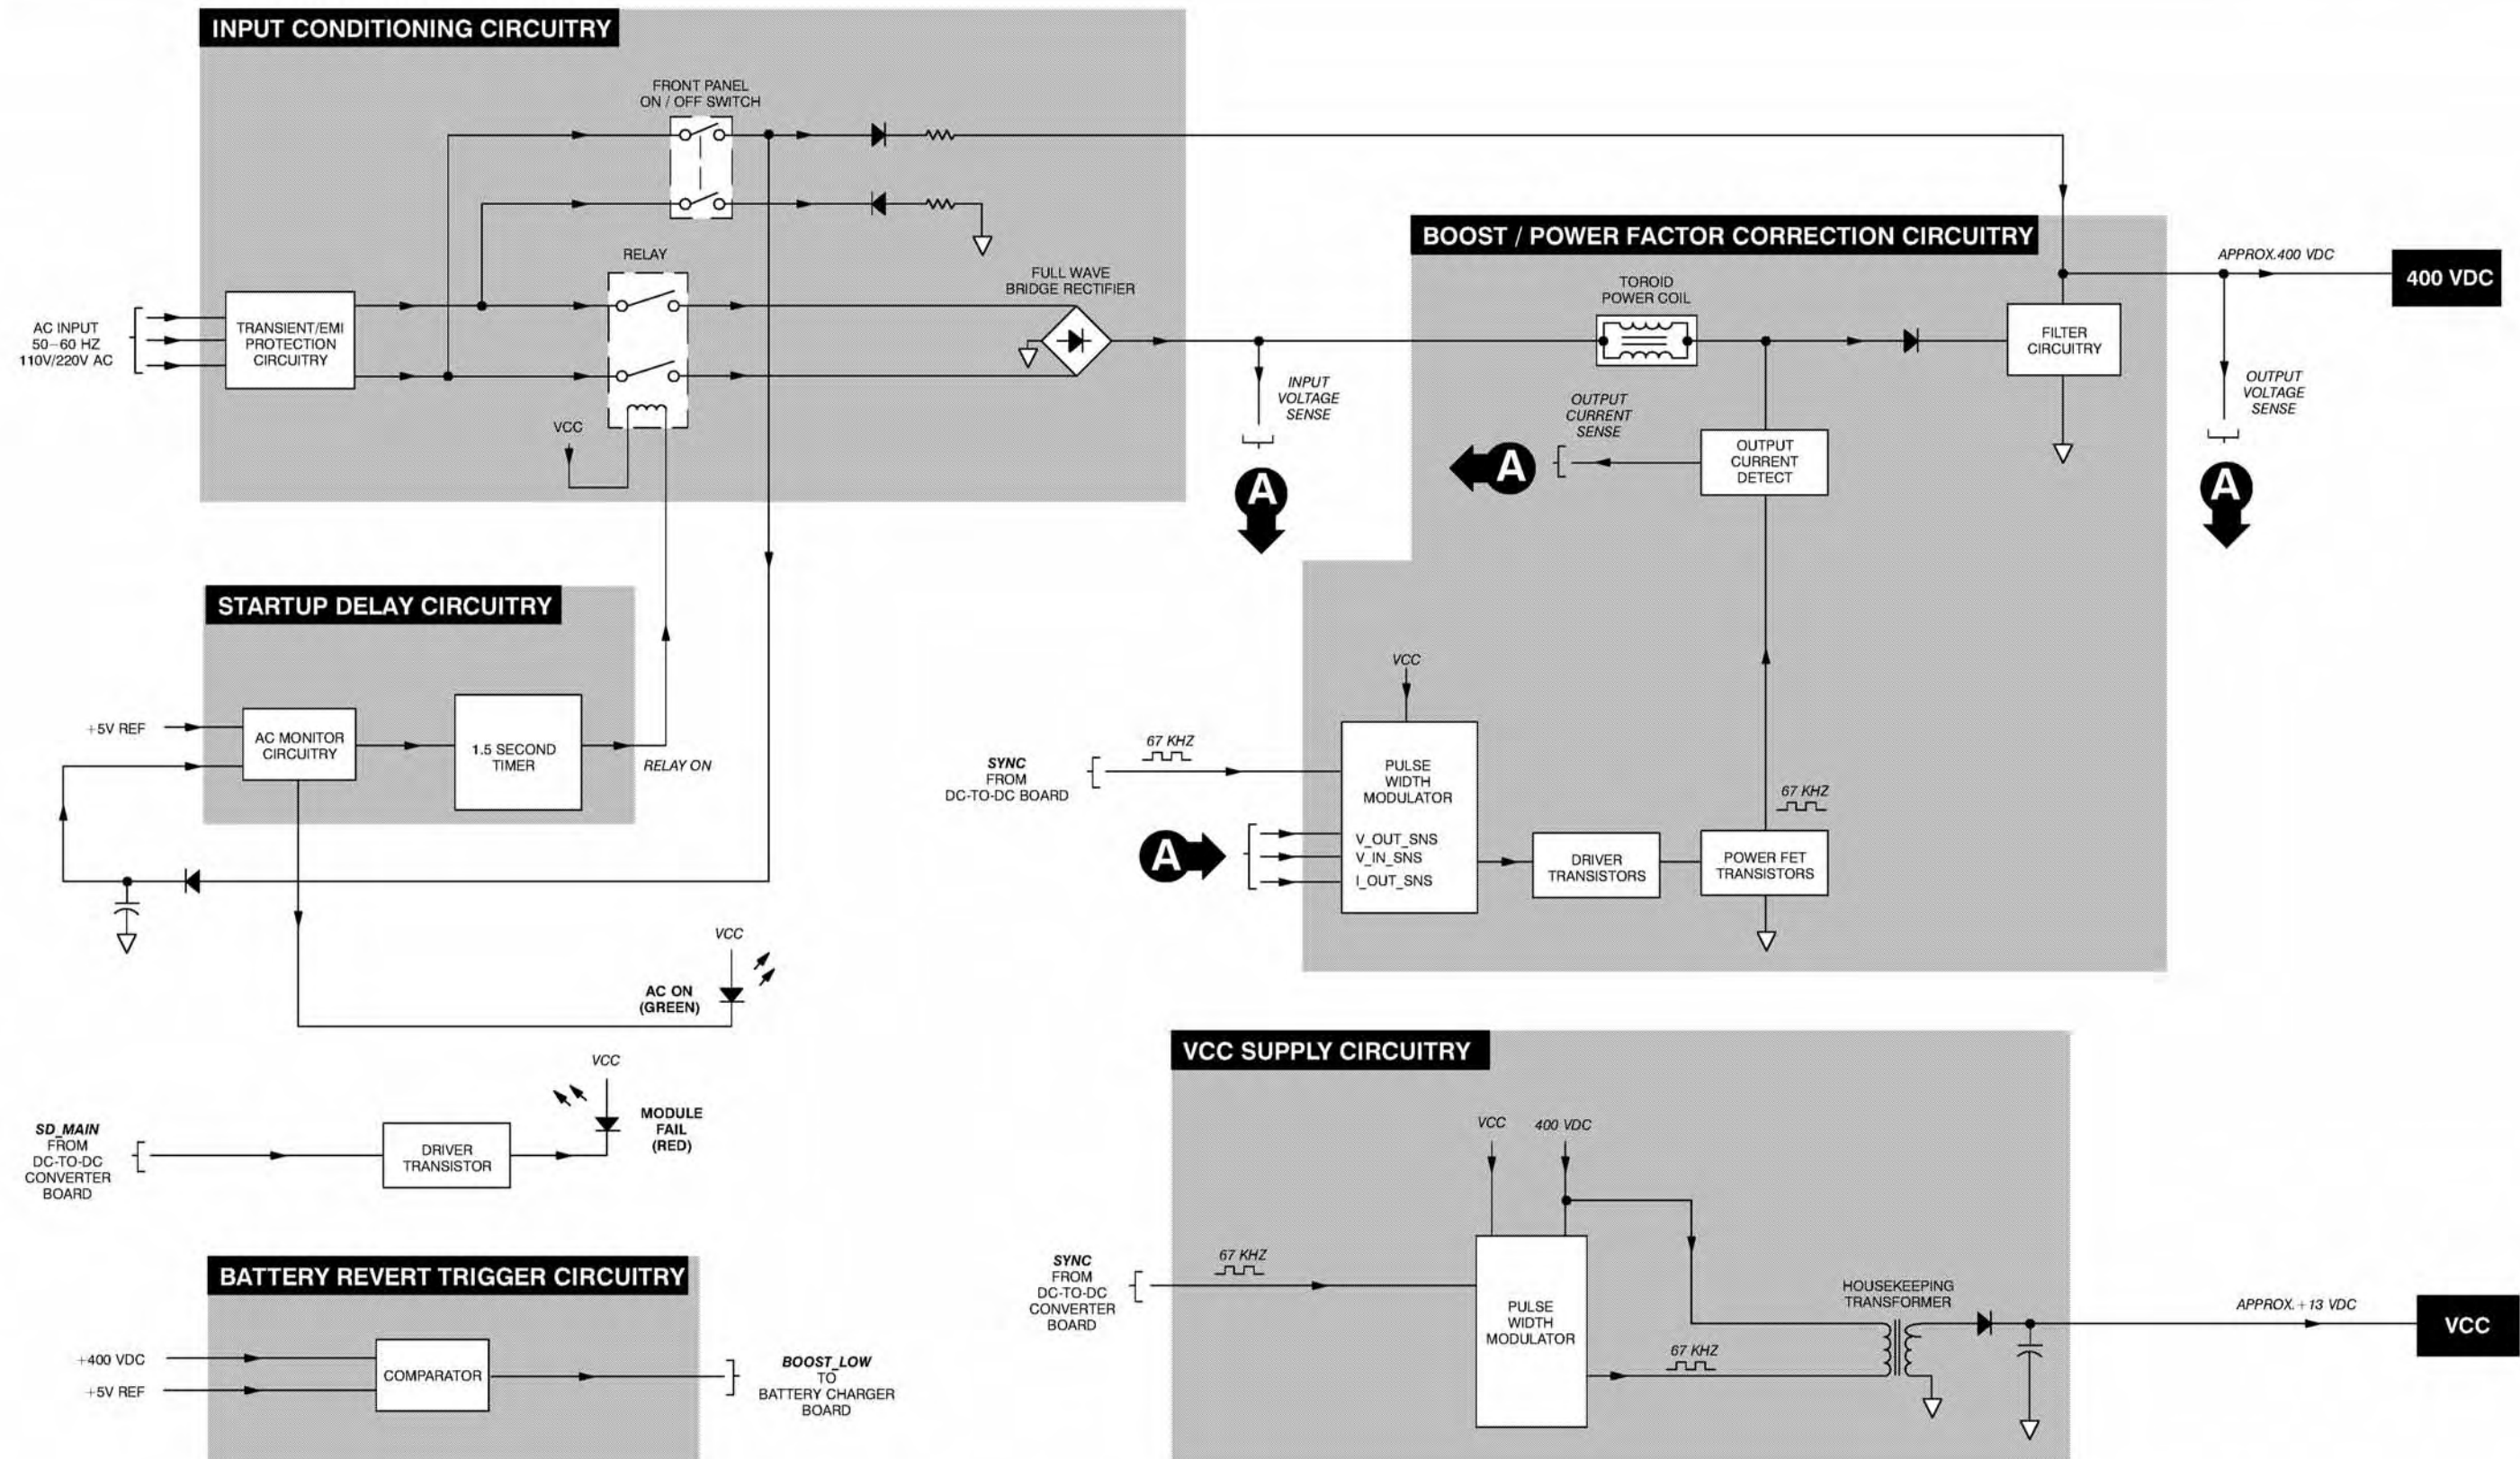 INPUT CONDITIONING CIRCUITRY
FRONT PANEL
ON / OFF SWITCH
RELAY
FULL WAVE
BRIDGE RECTIFIER
AC INPUT
50–60 HZ
110V/220V AC
TRANSIENT/EMI
PROTECTION
CIRCUITRY
VCC
INPUT
VOLTAGE
SENSE
A
BOOST / POWER FACTOR CORRECTION CIRCUITRY
TOROID
POWER COIL
APPROX.400 VDC
400 VDC
FILTER
CIRCUITRY
OUTPUT
VOLTAGE
SENSE
A
OUTPUT
CURRENT
SENSE
A
OUTPUT
CURRENT
DETECT
STARTUP DELAY CIRCUITRY
+5V REF
AC MONITOR
CIRCUITRY
1.5 SECOND
TIMER
RELAY ON
VCC
67 KHZ
SYNC
FROM
DC-TO-DC BOARD
PULSE
WIDTH
MODULATOR
A
V_OUT_SNS
V_IN_SNS
I_OUT_SNS
DRIVER
TRANSISTORS
67 KHZ
POWER FET
TRANSISTORS
VCC
AC ON
(GREEN)
VCC
MODULE
FAIL
(RED)
SD_MAIN
FROM
DC-TO-DC
CONVERTER
BOARD
DRIVER
TRANSISTOR
VCC SUPPLY CIRCUITRY
VCC
400 VDC
SYNC
FROM
DC-TO-DC
CONVERTER
BOARD
67 KHZ
PULSE
WIDTH
MODULATOR
67 KHZ
HOUSEKEEPING
TRANSFORMER
APPROX.+13 VDC
VCC
BATTERY REVERT TRIGGER CIRCUITRY
+400 VDC
+5V REF
COMPARATOR
BOOST_LOW
TO
BATTERY CHARGER
BOARD